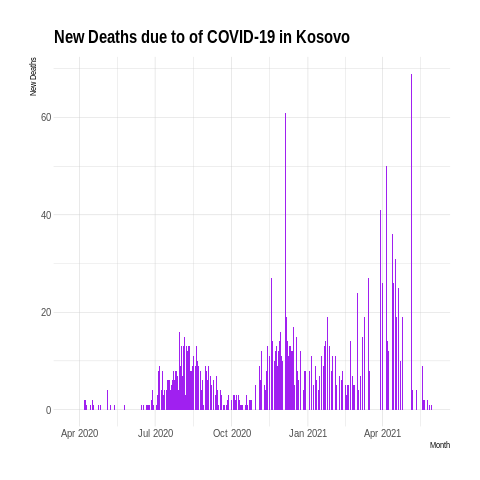 New Deaths due to of COVID-19 in Kosovo
New Deaths
60
40
20
0
Apr 2020 Jul 2020 Oct 2020 Jan 2021 Apr 2021
Month